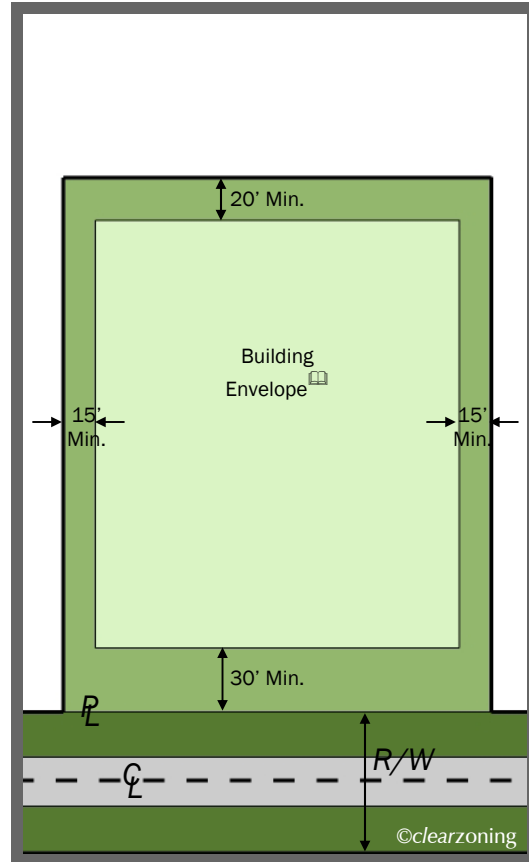 20' Min.
Building
Envelope
15'
Min.
15'
Min.
30' Min.
PL
CL
R/W
©clearzoning